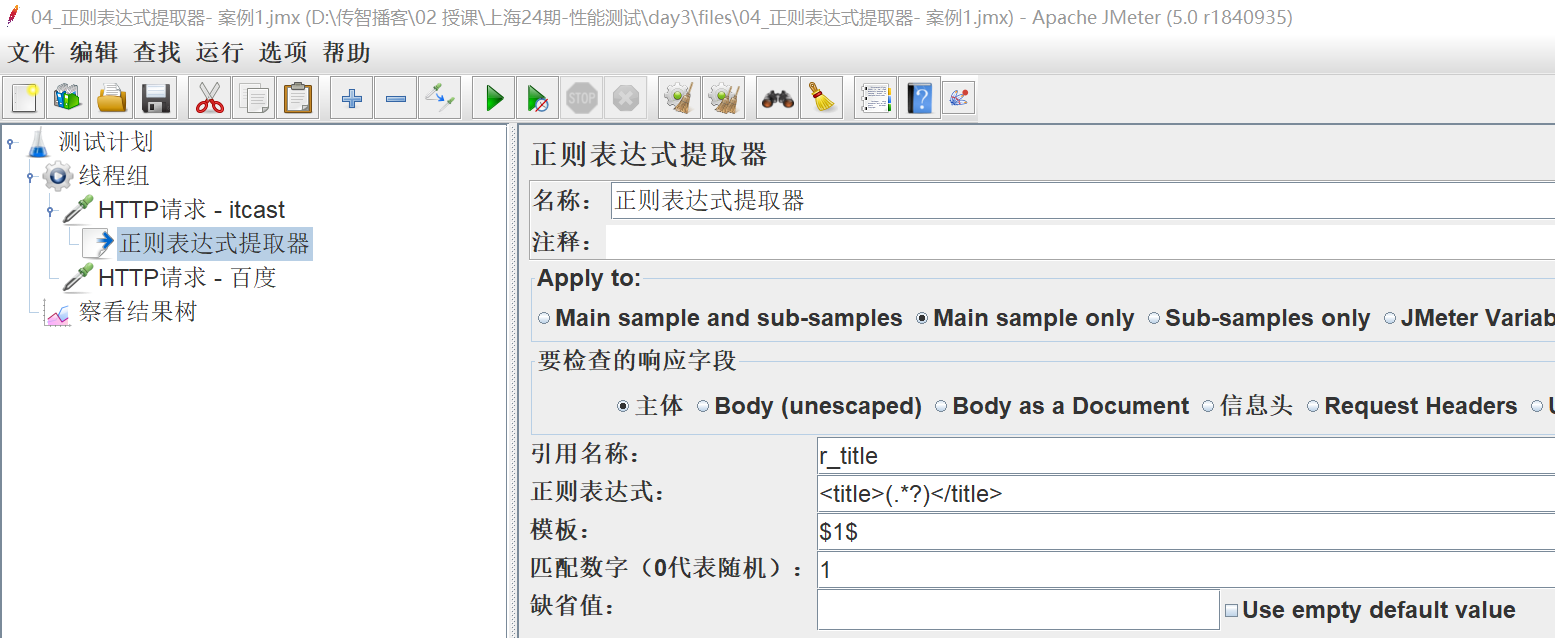 04_正则表达式提取器- 案例1.jmx (D:\传智播客\02 授课\上海24期-性能测试\day3\files\04_正则表达式提取器- 案例1.jmx) - Apache JMeter (5.0 r1840935)
文件 编辑 查找 运行 选项 帮助
STOP
测试计划
线程组
HTTP请求 - itcast
正则表达式提取器
HTTP请求 - 百度
察看结果树
正则表达式提取器
名称： 正则表达式提取器
注释：
Apply to:
Main sample and sub-samples Main sample only Sub-samples only JMeter Variab
要检查的响应字段
主体 Body (unescaped) Body as a Document 信息头 Request Headers U
引用名称： r_title
正则表达式： <title>(.*?)</title>
模板： $1$
匹配数字（0代表随机）： 1
缺省值： Use empty default value